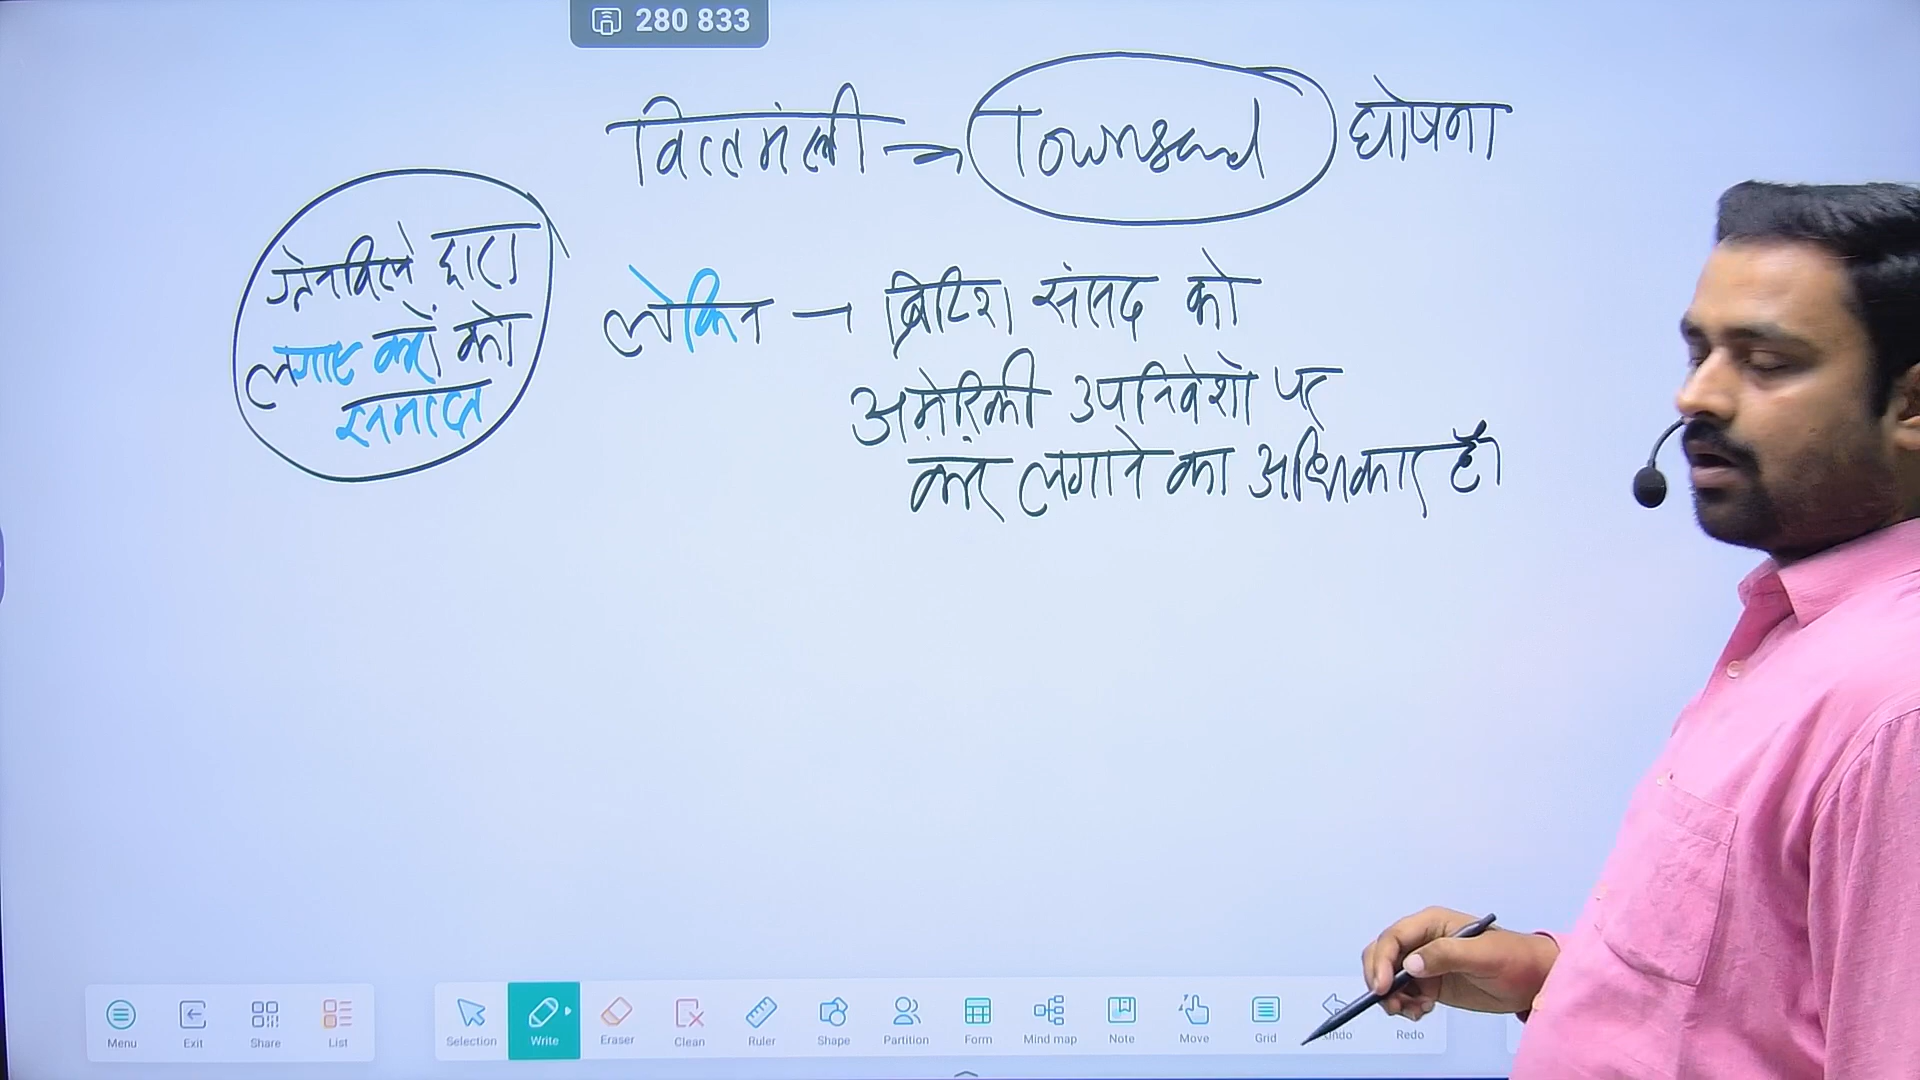 280 833
वित्तमंत्री → Townsend घोषना
ग्रेनविले द्वारा
लगाए करों को
समाप्त
लेकिन → ब्रिटिश संसद को
अमेरिकी उपनिवेशों पर
कर लगाने का अधिकार है।
Menu Exit Share List Selection Write Eraser Clean Ruler Shape Partition Form Mind map Note Move Grid Undo Redo